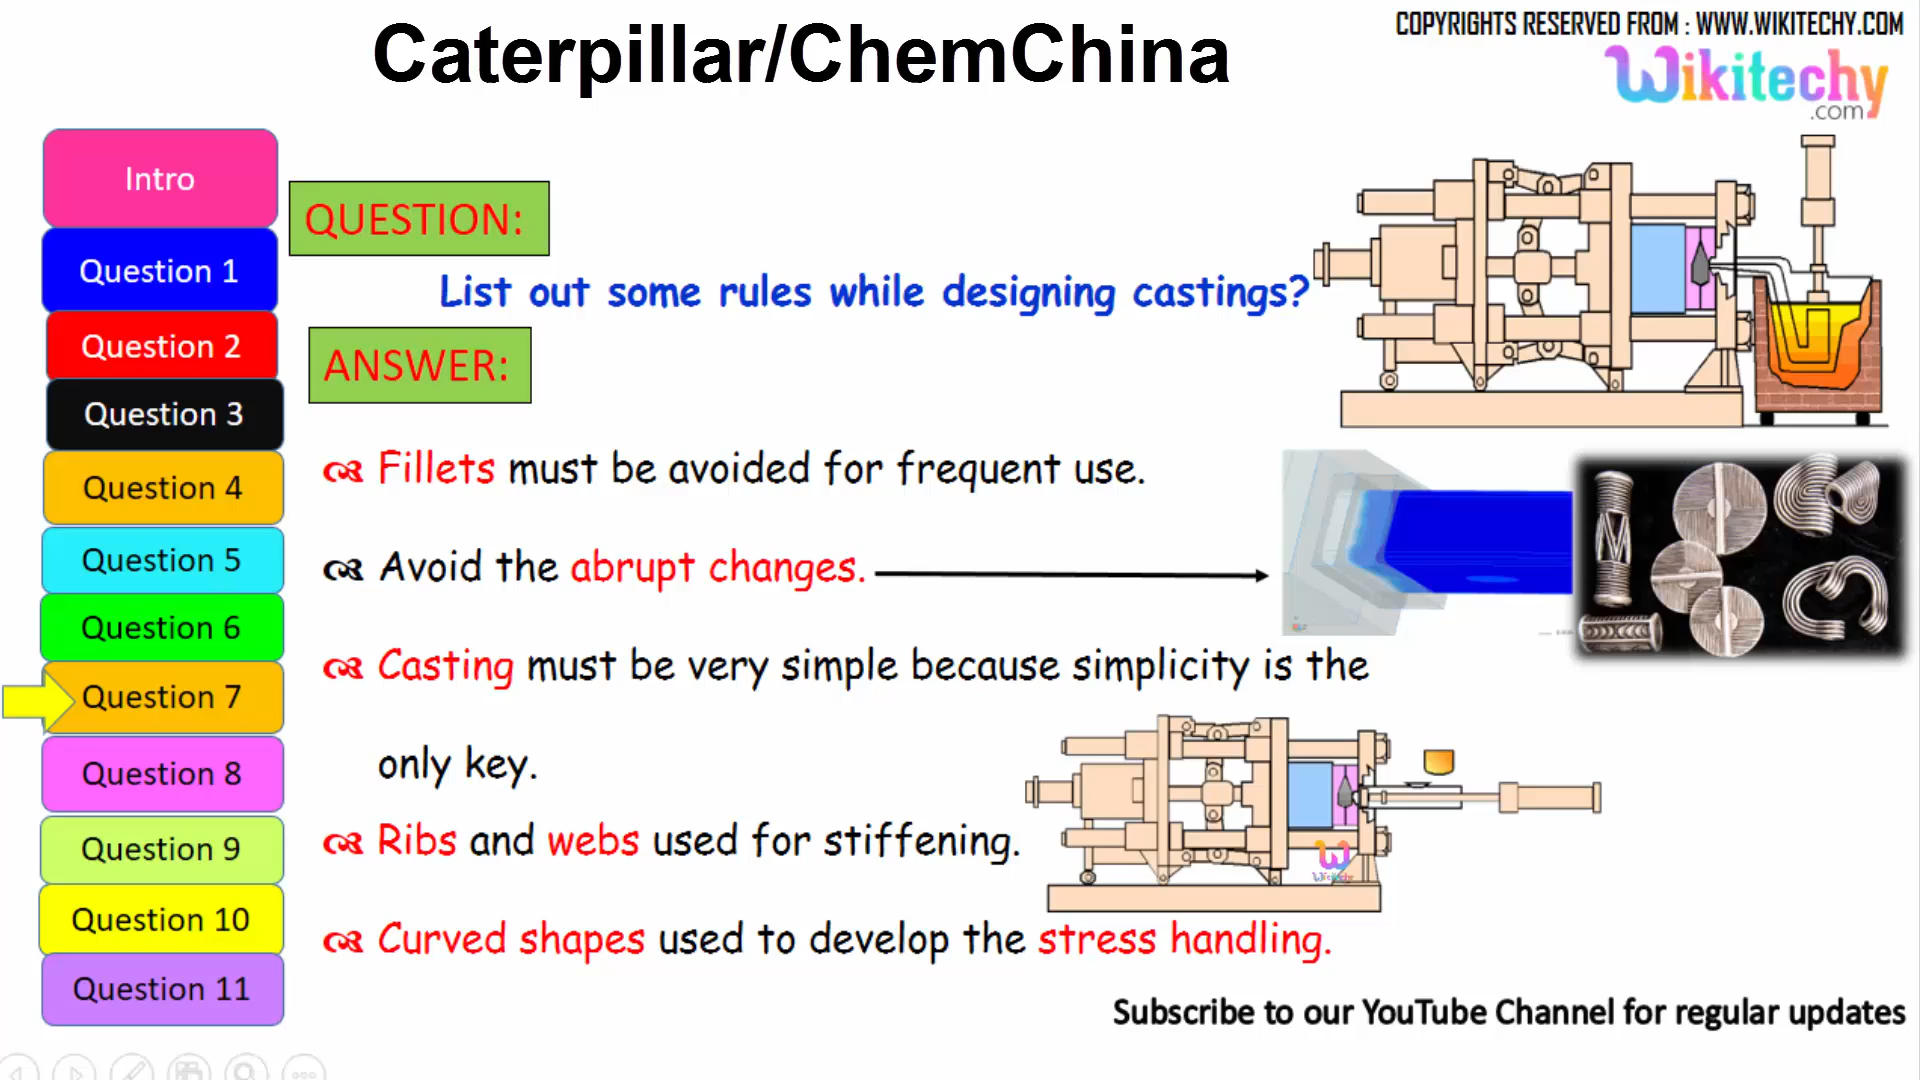 Caterpillar/ChemChina
COPYRIGHTS RESERVED FROM : WWW.WIKITECHY.COM
Wikitechy
.com
Intro
Question 1
Question 2
Question 3
Question 4
Question 5
Question 6
Question 7
Question 8
Question 9
Question 10
Question 11
QUESTION:
List out some rules while designing castings?
ANSWER:
Fillets must be avoided for frequent use.
Avoid the abrupt changes.
Casting must be very simple because simplicity is the
only key.
Ribs and webs used for stiffening.
Wikitechy
Curved shapes used to develop the stress handling.
Subscribe to our YouTube Channel for regular updates